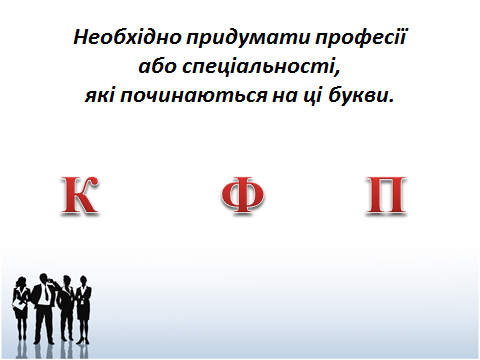 Необхідно придумати професії
або спеціальності,
які починаються на ці букви.
К Ф П